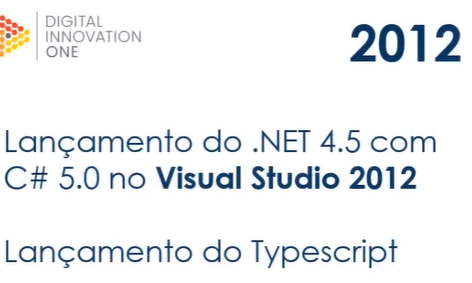 DIGITAL
INNOVATION
ONE
2012
Lançamento do .NET 4.5 com
C# 5.0 no Visual Studio 2012
Lançamento do Typescript